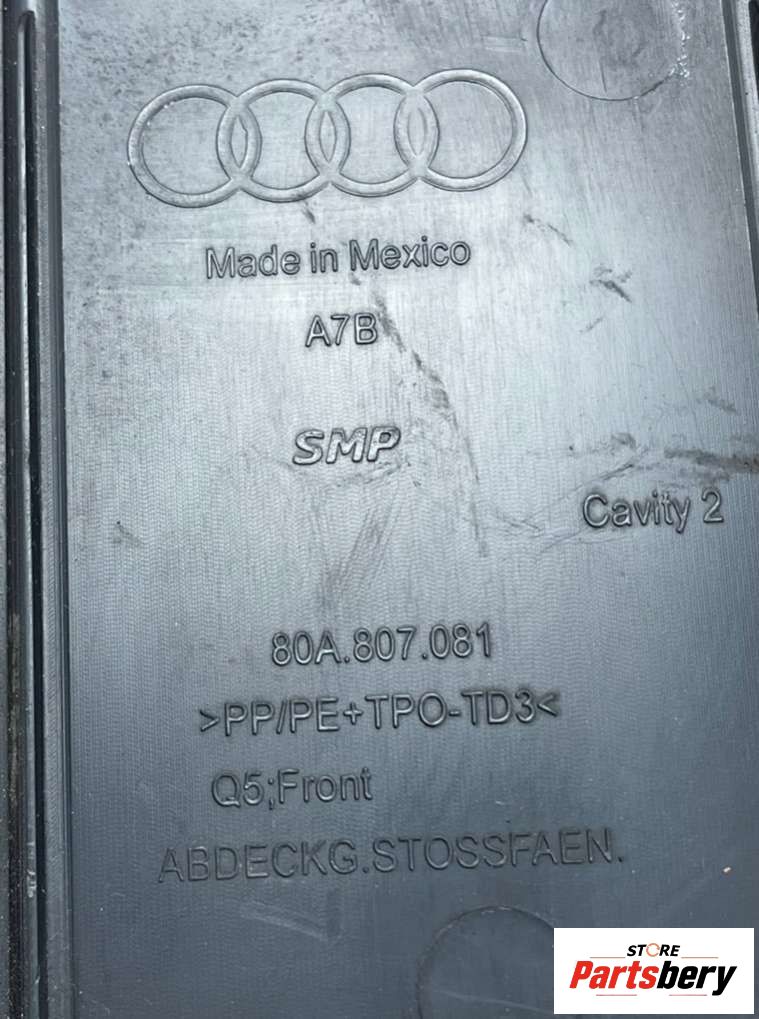 Made in Mexico
A7B
SMP
Cavity 2
80A.807.081
>PP/PE+TPO-TD3<
Q5;Front
ABDECKG.STOSSFAEN.
STORE
Partsbery